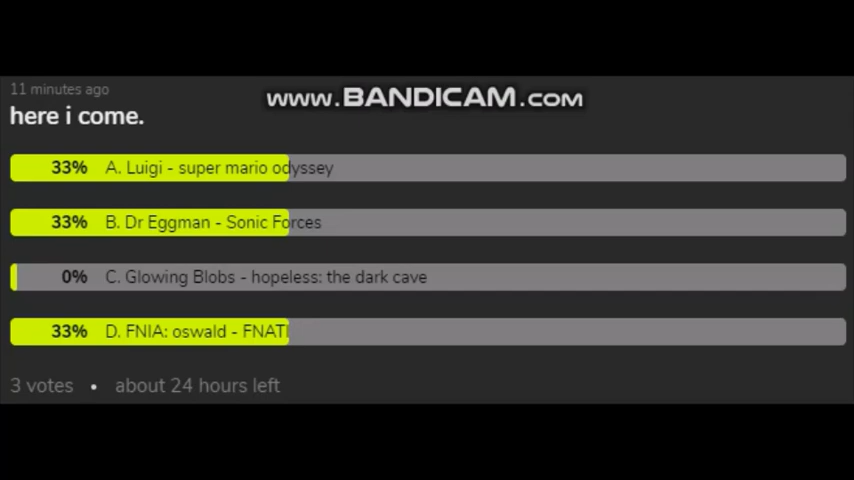 11 minutes ago
www.BANDICAM.COM
here i come.
33% A. Luigi - super mario odyssey
33% B. Dr Eggman - Sonic Forces
0% C. Glowing Blobs - hopeless: the dark cave
33% D. FNIA: oswald - FNATI
3 votes • about 24 hours left